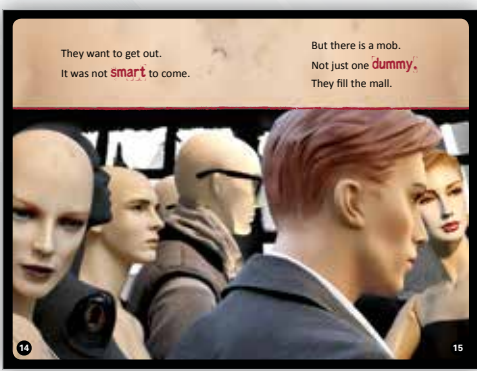 They want to get out.
It was not smart to come.
But there is a mob.
Not just one dummy.
They fill the mall.
14
15